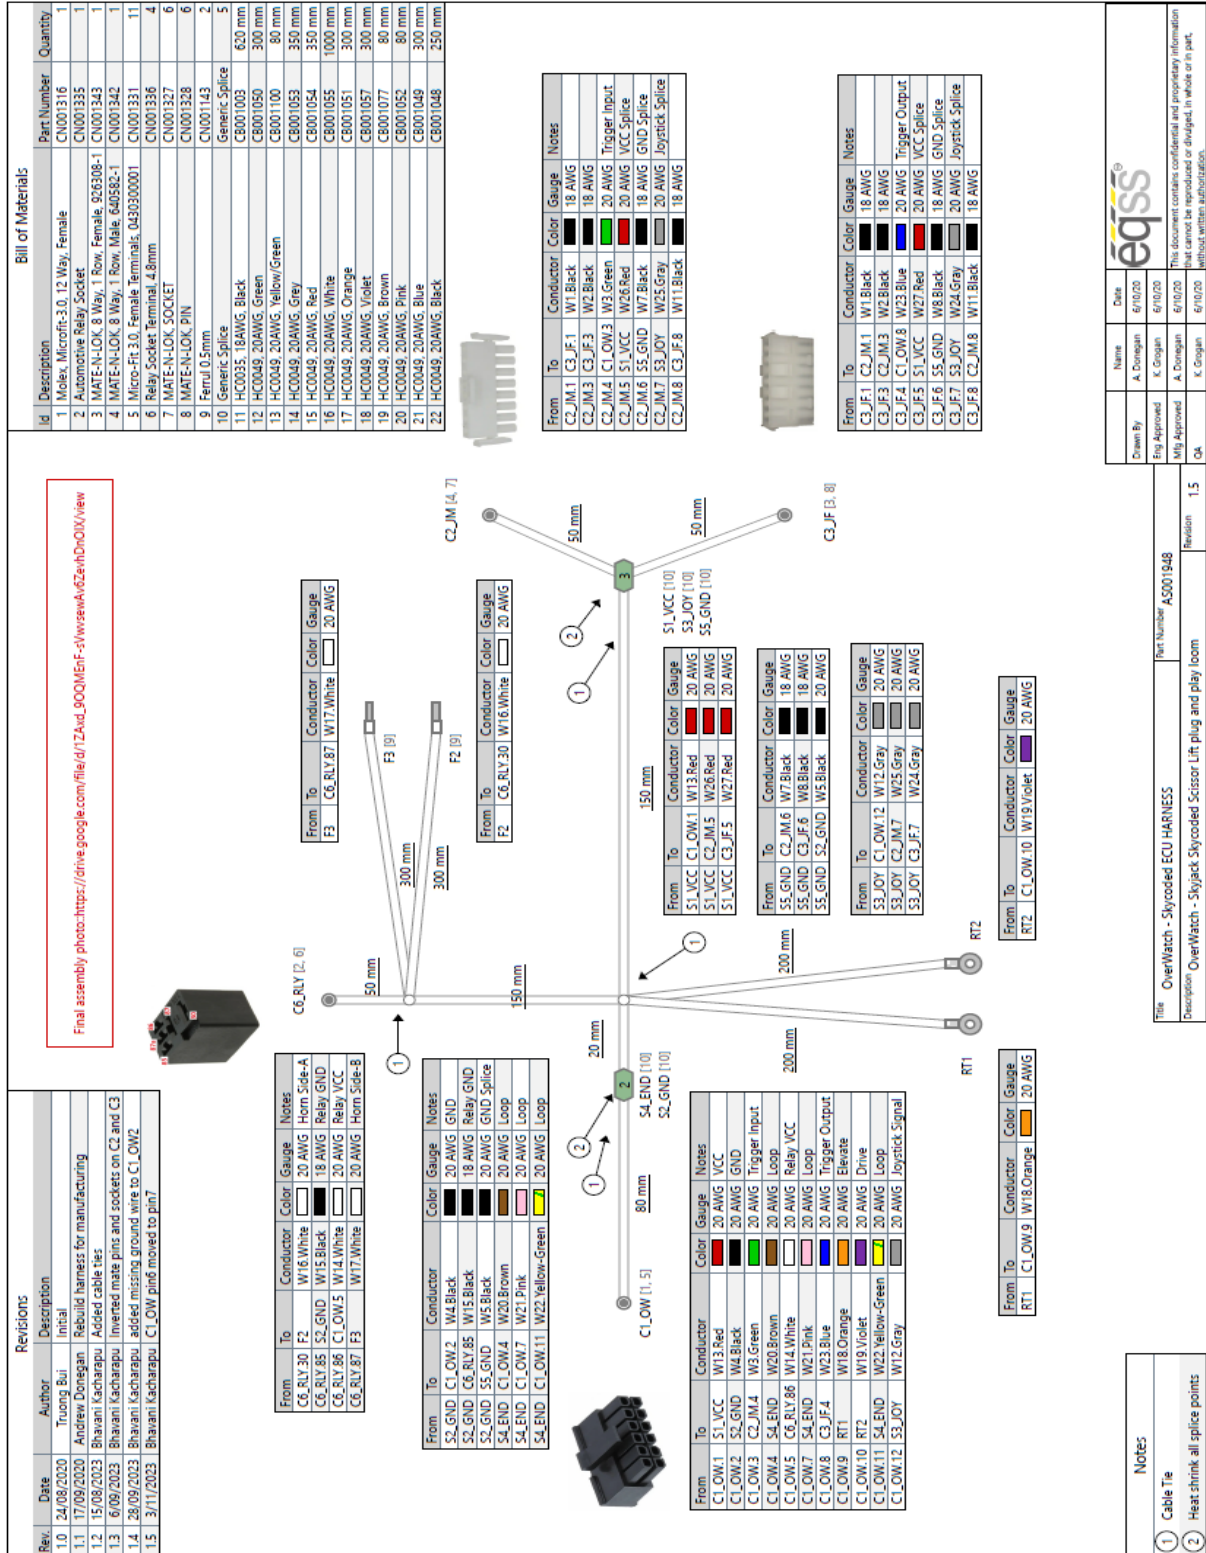 Revisions
Rev. Date Author Description
1.0 24/08/2020 Truong Bui Initial
1.1 17/09/2020 Andrew Donegan Rebuild harness for manufacturing
1.2 15/08/2023 Bhavani Kacharapu Added cable ties
1.3 6/09/2023 Bhavani Kacharapu Inverted mate pins and sockets on C2 and C3
1.4 28/09/2023 Bhavani Kacharapu added missing ground wire to C1_OW2
1.5 3/11/2023 Bhavani Kacharapu C1_OW pin6 moved to pin7
Final assembly photo:https://drive.google.com/file/d/1ZAxd_9OQMEnF-sVwvsewAv6ZevhDnOIX/view
Bill of Materials
Id Description Part Number Quantity
1 Molex, Microfit-3.0, 12 Way, Female CN001316 1
2 Automotive Relay Socket CN001335 1
3 MATE-N-LOK, 8 Way, 1 Row, Female, 926308-1 CN001343 1
4 MATE-N-LOK, 8 Way, 1 Row, Male, 640582-1 CN001342 1
5 Micro-Fit 3.0, Female Terminals, 0430300001 CN001331 11
6 Relay Socket Terminal, 4.8mm CN001336 4
7 MATE-N-LOK, SOCKET CN001327 6
8 MATE-N-LOK, PIN CN001328 6
9 Ferrul 0.5mm CN001143 2
10 Generic Splice Generic Splice 5
11 HC0035, 18AWG, Black CB001003 620 mm
12 HC0049, 20AWG, Green CB001050 300 mm
13 HC0049, 20AWG, Yellow/Green CB001100 80 mm
14 HC0049, 20AWG, Grey CB001053 350 mm
15 HC0049, 20AWG, Red CB001054 350 mm
16 HC0049, 20AWG, White CB001055 1000 mm
17 HC0049, 20AWG, Orange CB001051 300 mm
18 HC0049, 20AWG, Violet CB001057 300 mm
19 HC0049, 20AWG, Brown CB001077 80 mm
20 HC0049, 20AWG, Pink CB001052 80 mm
21 HC0049, 20AWG, Blue CB001049 300 mm
22 HC0049, 20AWG, Black CB001048 250 mm
From To Conductor Color Gauge Notes
C6_RLY.30 F2 W16.White 20 AWG Horn Side-A
C6_RLY.85 S2_GND W15.Black 18 AWG Relay GND
C6_RLY.86 C1_OW.5 W14.White 20 AWG Relay VCC
C6_RLY.87 F3 W17.White 20 AWG Horn Side-B
C6_RLY [2, 6]
50 mm
1
From To Conductor Color Gauge
F3 C6_RLY.87 W17.White 20 AWG
F3 [9]
300 mm
300 mm
F2 [9]
From To Conductor Color Gauge
F2 C6_RLY.30 W16.White 20 AWG
From To Conductor Color Gauge Notes
S2_GND C1_OW.2 W4.Black 20 AWG GND
S2_GND C6_RLY.85 W15.Black 18 AWG Relay GND
S2_GND S5_GND W5.Black 20 AWG GND Splice
S4_END C1_OW.4 W20.Brown 20 AWG Loop
S4_END C1_OW.7 W21.Pink 20 AWG Loop
S4_END C1_OW.11 W22.Yellow-Green 20 AWG Loop
150 mm
C2_JM [4, 7]
50 mm
From To Conductor Color Gauge Notes
C2_JM.1 C3_JF.1 W1.Black 18 AWG
C2_JM.3 C3_JF.3 W2.Black 18 AWG
C2_JM.4 C1_OW.3 W3.Green 20 AWG Trigger Input
C2_JM.5 S1_VCC W26.Red 20 AWG VCC Splice
C2_JM.6 S5_GND W7.Black 18 AWG GND Splice
C2_JM.7 S3_JOY W25.Gray 20 AWG Joystick Splice
C2_JM.8 C3_JF.8 W11.Black 18 AWG
1
2
20 mm
2
80 mm
C1_OW [1, 5]
S4_END [10]
S2_GND [10]
1
150 mm
1
2
3
50 mm
S1_VCC [10]
S3_JOY [10]
S5_GND [10]
C3_JF [3, 8]
From To Conductor Color Gauge
S1_VCC C1_OW.1 W13.Red 20 AWG
S1_VCC C2_JM.5 W26.Red 20 AWG
S1_VCC C3_JF.5 W27.Red 20 AWG
From To Conductor Color Gauge
S5_GND C2_JM.6 W7.Black 18 AWG
S5_GND C3_JF.6 W8.Black 18 AWG
S5_GND S2_GND W5.Black 20 AWG
From To Conductor Color Gauge
S3_JOY C1_OW.12 W12.Gray 20 AWG
S3_JOY C2_JM.7 W25.Gray 20 AWG
S3_JOY C3_JF.7 W24.Gray 20 AWG
From To Conductor Color Gauge Notes
C3_JF.1 C2_JM.1 W1.Black 18 AWG
C3_JF.3 C2_JM.3 W2.Black 18 AWG
C3_JF.4 C1_OW.8 W23.Blue 20 AWG Trigger Output
C3_JF.5 S1_VCC W27.Red 20 AWG VCC Splice
C3_JF.6 S5_GND W8.Black 18 AWG GND Splice
C3_JF.7 S3_JOY W24.Gray 20 AWG Joystick Splice
C3_JF.8 C2_JM.8 W11.Black 18 AWG
From To Conductor Color Gauge Notes
C1_OW.1 S1_VCC W13.Red 20 AWG VCC
C1_OW.2 S2_GND W4.Black 20 AWG GND
C1_OW.3 C2_JM.4 W3.Green 20 AWG Trigger Input
C1_OW.4 S4_END W20.Brown 20 AWG Loop
C1_OW.5 C6_RLY.86 W14.White 20 AWG Relay VCC
C1_OW.7 S4_END W21.Pink 20 AWG Loop
C1_OW.8 C3_JF.4 W23.Blue 20 AWG Trigger Output
C1_OW.9 RT1 W18.Orange 20 AWG Elevate
C1_OW.10 RT2 W19.Violet 20 AWG Drive
C1_OW.11 S4_END W22.Yellow-Green 20 AWG Loop
C1_OW.12 S3_JOY W12.Gray 20 AWG Joystick Signal
200 mm
200 mm
RT1
RT2
From To Conductor Color Gauge
RT1 C1_OW.9 W18.Orange 20 AWG
From To Conductor Color Gauge
RT2 C1_OW.10 W19.Violet 20 AWG
Notes
1 Cable Tie
2 Heat shrink all splice points
Title OverWatch - Skycoded ECU HARNESS
Part Number AS001948
Description OverWatch - Skyjack Skycoded Scissor Lift plug and play loom
Revision 1.5
Name Date
Drawn By A. Donegan 6/10/20
Eng Approved K. Grogan 6/10/20
Mfg Approved A. Donegan 6/10/20
QA K. Grogan 6/10/20
eqss®
This document contains confidential and proprietary information
that cannot be reproduced or divulged, in whole or in part,
without written authorization.